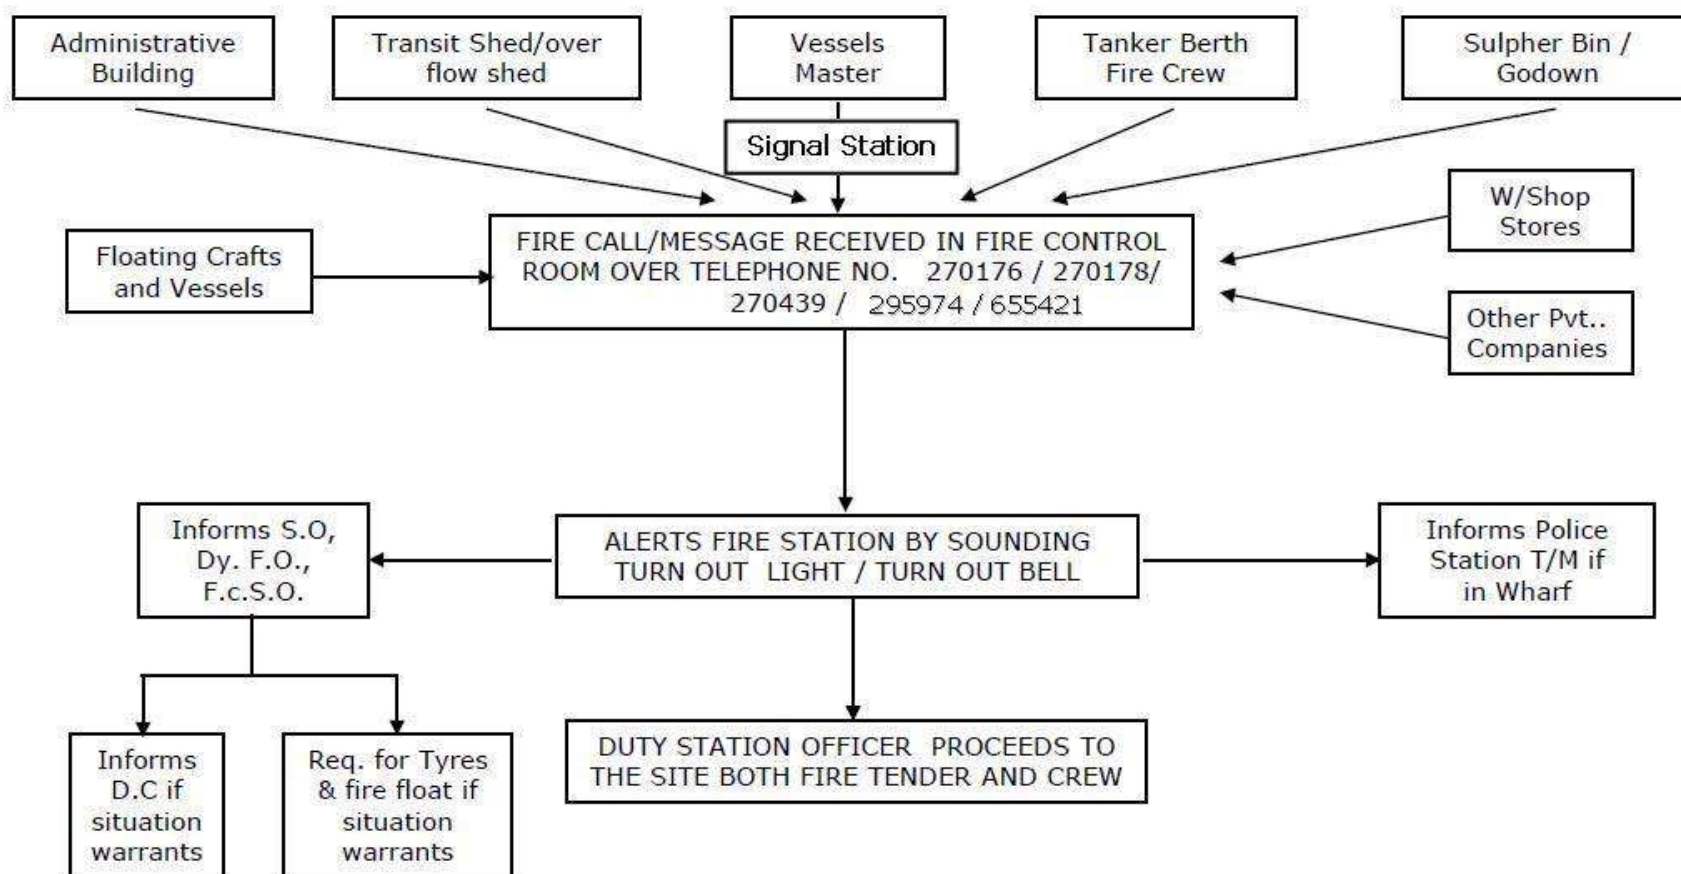 Administrative
Building
Transit Shed/over
flow shed
Vessels
Master
Tanker Berth
Fire Crew
Sulpher Bin /
Godown
Signal Station
W/Shop
Stores
Floating Crafts
and Vessels
FIRE CALL/MESSAGE RECEIVED IN FIRE CONTROL
ROOM OVER TELEPHONE NO. 270176 / 270178/
270439 / 295974 / 655421
Other Pvt..
Companies
Informs S.O,
Dy. F.O.,
F.c.S.O.
ALERTS FIRE STATION BY SOUNDING
TURN OUT LIGHT / TURN OUT BELL
Informs Police
Station T/M if
in Wharf
Informs
D.C if
situation
warrants
Req. for Tyres
& fire float if
situation
warrants
DUTY STATION OFFICER PROCEEDS TO
THE SITE BOTH FIRE TENDER AND CREW